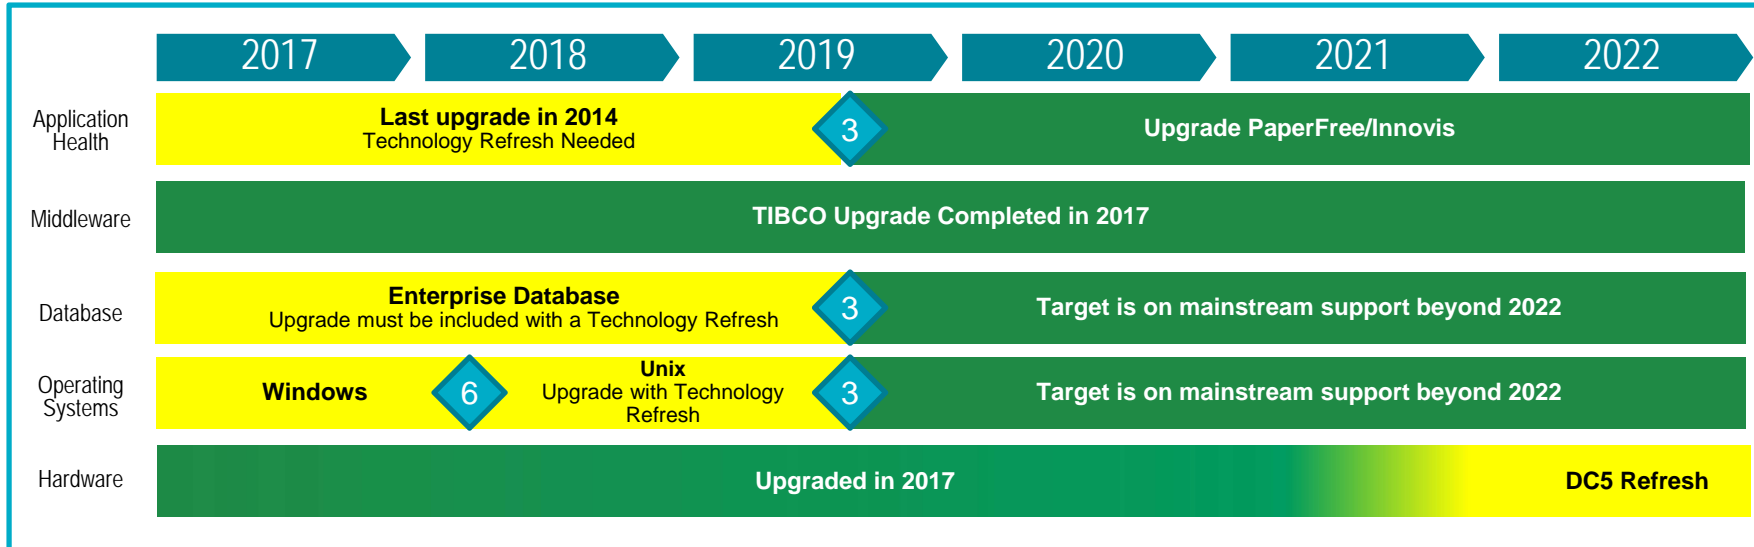 2017 2018 2019 2020 2021 2022
Application
Health
Last upgrade in 2014
Technology Refresh Needed
3
Upgrade PaperFree/Innovis
Middleware
TIBCO Upgrade Completed in 2017
Database
Enterprise Database
Upgrade must be included with a Technology Refresh
3
Target is on mainstream support beyond 2022
Operating
Systems
Windows
6
Unix
Upgrade with Technology
Refresh
3
Target is on mainstream support beyond 2022
Hardware
Upgraded in 2017
DC5 Refresh